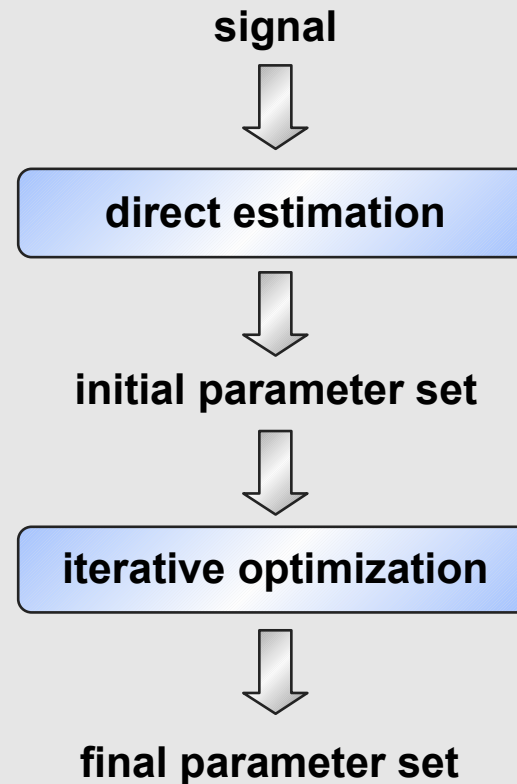 signal
direct estimation
initial parameter set
iterative optimization
final parameter set